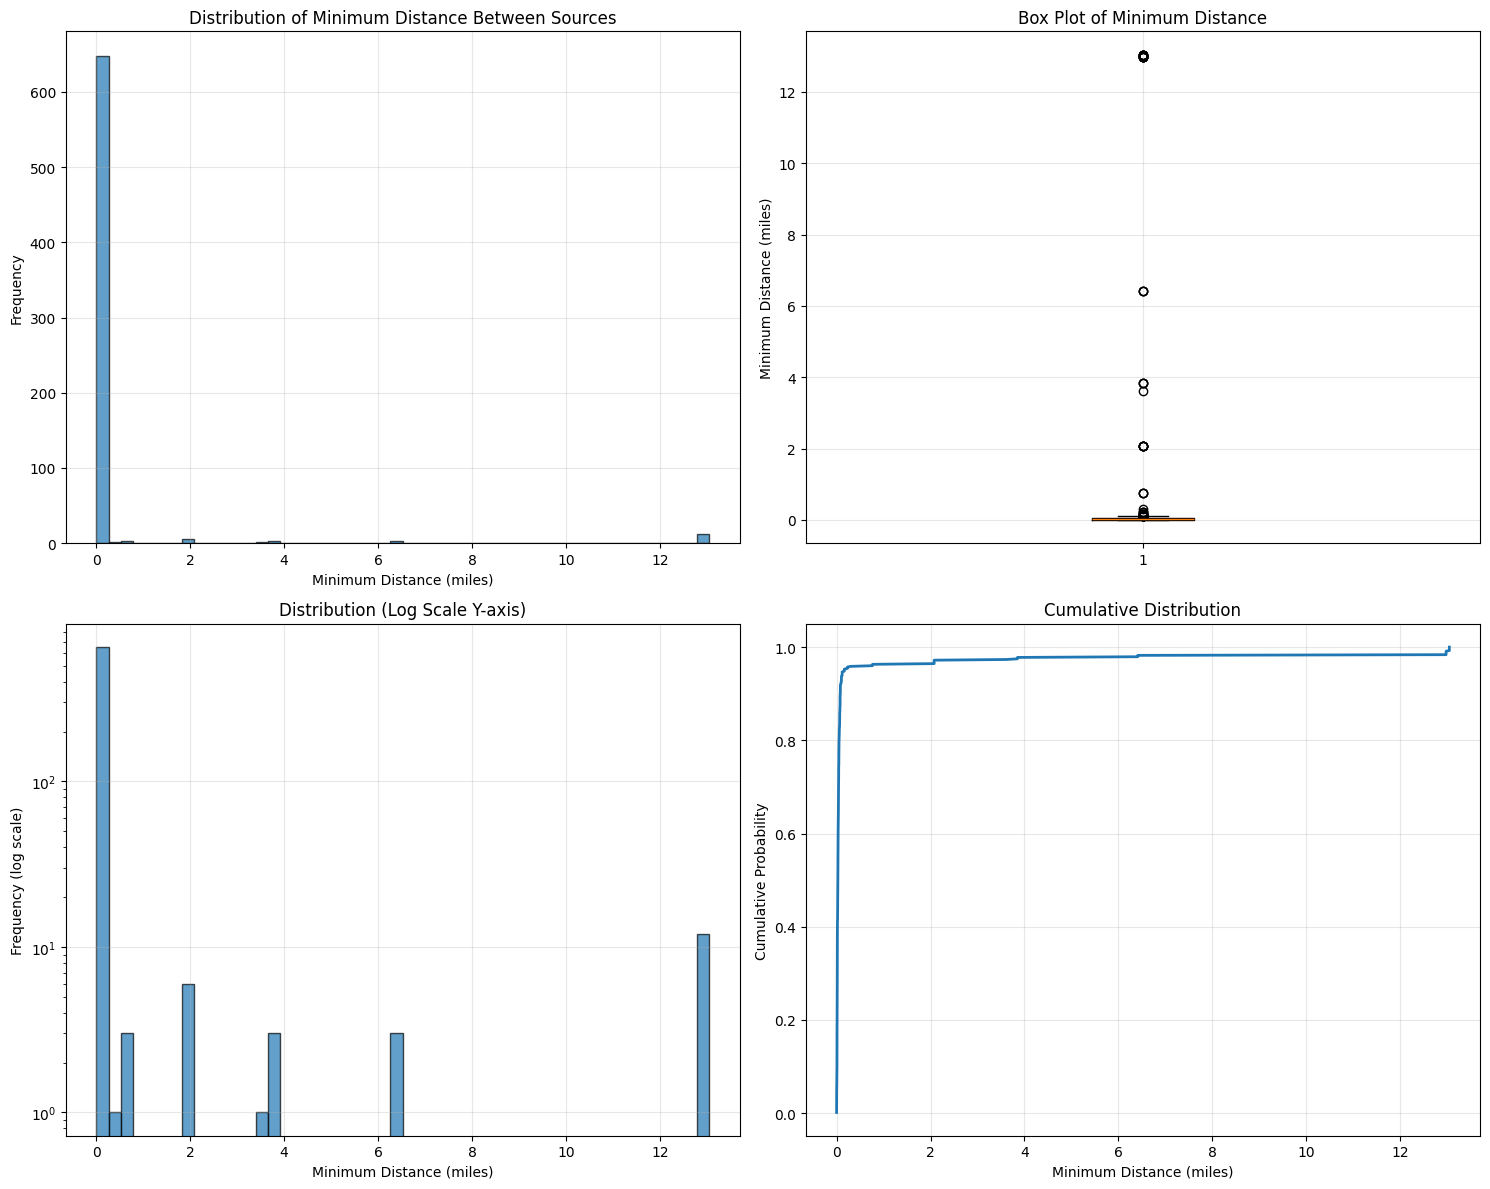 Distribution of Minimum Distance Between Sources
Frequency
600
500
400
300
200
100
0
0 2 4 6 8 10 12
Minimum Distance (miles)
Box Plot of Minimum Distance
Minimum Distance (miles)
12
10
8
6
4
2
0
1
Distribution (Log Scale Y-axis)
Frequency (log scale)
10²
10¹
10⁰
0 2 4 6 8 10 12
Minimum Distance (miles)
Cumulative Distribution
Cumulative Probability
1.0
0.8
0.6
0.4
0.2
0.0
0 2 4 6 8 10 12
Minimum Distance (miles)